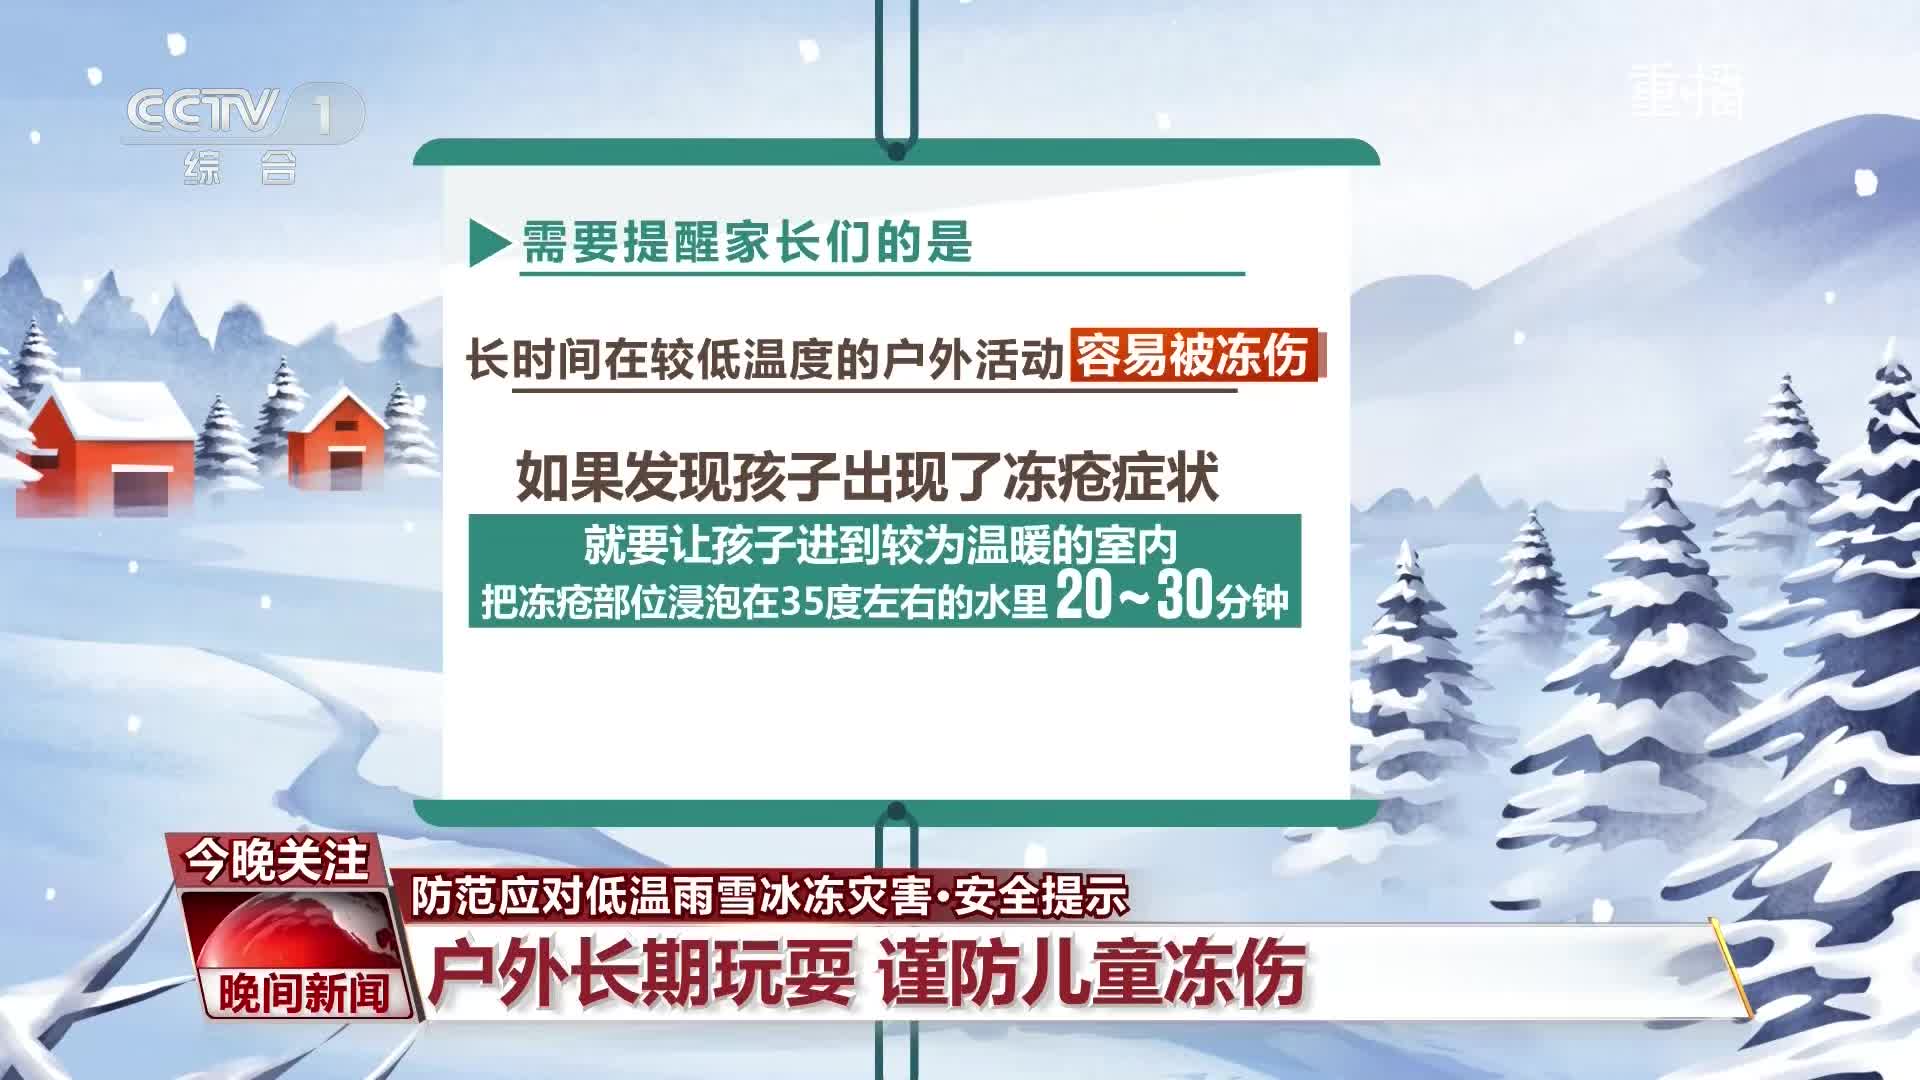 CCTV 1
综合
重播
需要提醒家长们的是
长时间在较低温度的户外活动 容易被冻伤
如果发现孩子出现了冻疮症状
就要让孩子进到较为温暖的室内
把冻疮部位浸泡在35度左右的水里20~30分钟
今晚关注
防范应对低温雨雪冰冻灾害·安全提示
户外长期玩耍 谨防儿童冻伤
晚间新闻